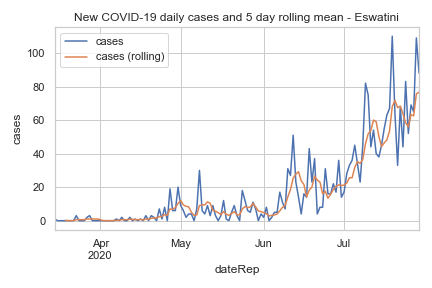 New COVID-19 daily cases and 5 day rolling mean - Eswatini
cases
cases (rolling)
100
80
60
40
20
0
cases
Apr
2020
May
Jun
Jul
dateRep